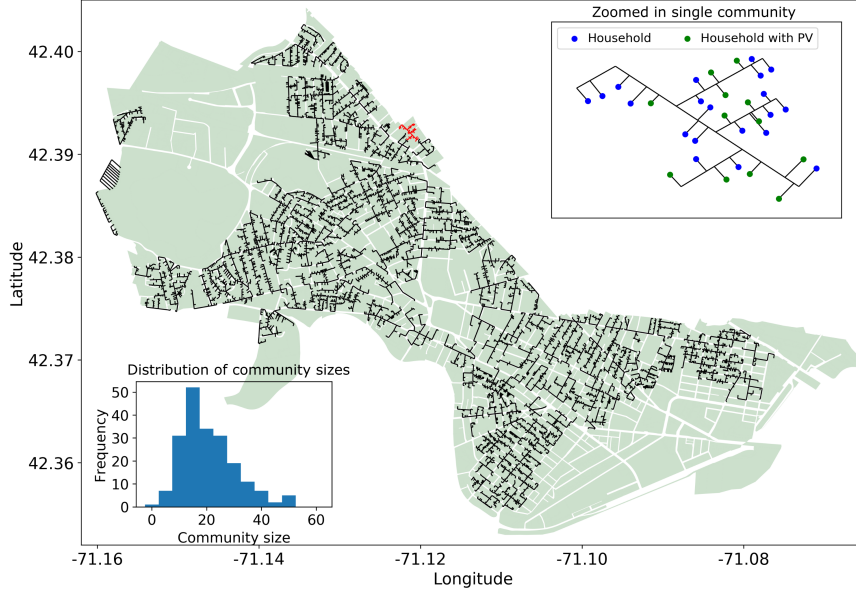 Zoomed in single community
Household
Household with PV
42.40
42.39
42.38
42.37
42.36
Latitude
Distribution of community sizes
50
40
30
20
10
0
Frequency
0 20 40 60
Community size
-71.16 -71.14 -71.12 -71.10 -71.08
Longitude